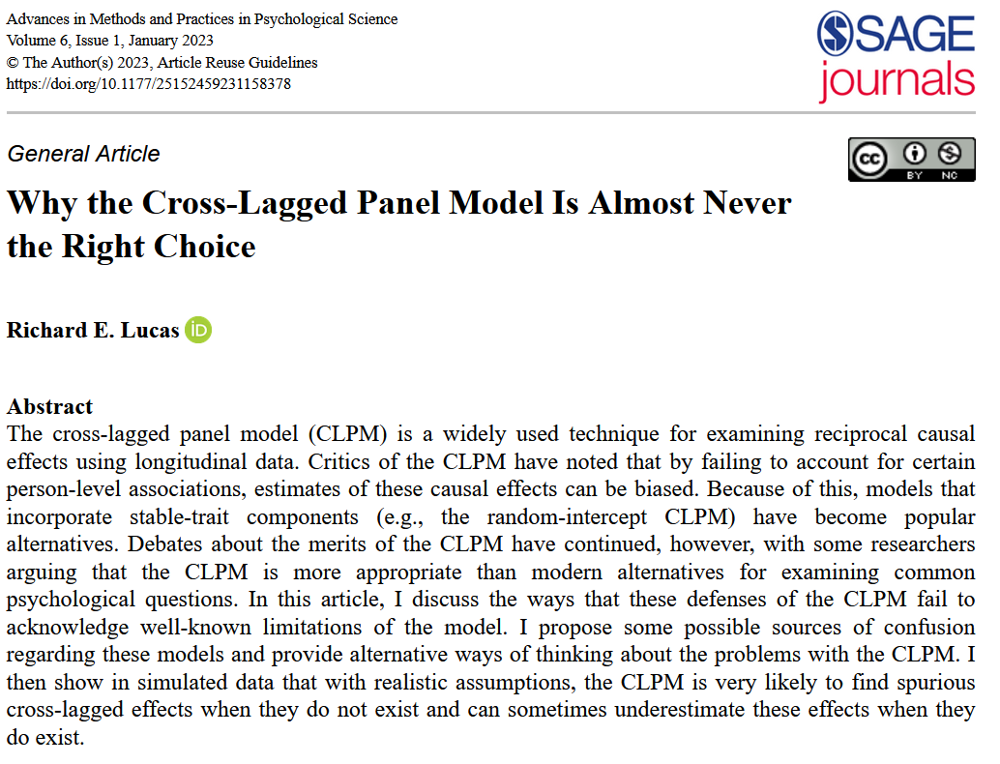 Advances in Methods and Practices in Psychological Science
Volume 6, Issue 1, January 2023
© The Author(s) 2023, Article Reuse Guidelines
https://doi.org/10.1177/25152459231158378
SAGE
journals
General Article
CC BY NC
Why the Cross-Lagged Panel Model Is Almost Never
the Right Choice
Richard E. Lucas iD
Abstract
The cross-lagged panel model (CLPM) is a widely used technique for examining reciprocal causal
effects using longitudinal data. Critics of the CLPM have noted that by failing to account for certain
person-level associations, estimates of these causal effects can be biased. Because of this, models that
incorporate stable-trait components (e.g., the random-intercept CLPM) have become popular
alternatives. Debates about the merits of the CLPM have continued, however, with some researchers
arguing that the CLPM is more appropriate than modern alternatives for examining common
psychological questions. In this article, I discuss the ways that these defenses of the CLPM fail to
acknowledge well-known limitations of the model. I propose some possible sources of confusion
regarding these models and provide alternative ways of thinking about the problems with the CLPM. I
then show in simulated data that with realistic assumptions, the CLPM is very likely to find spurious
cross-lagged effects when they do not exist and can sometimes underestimate these effects when they
do exist.